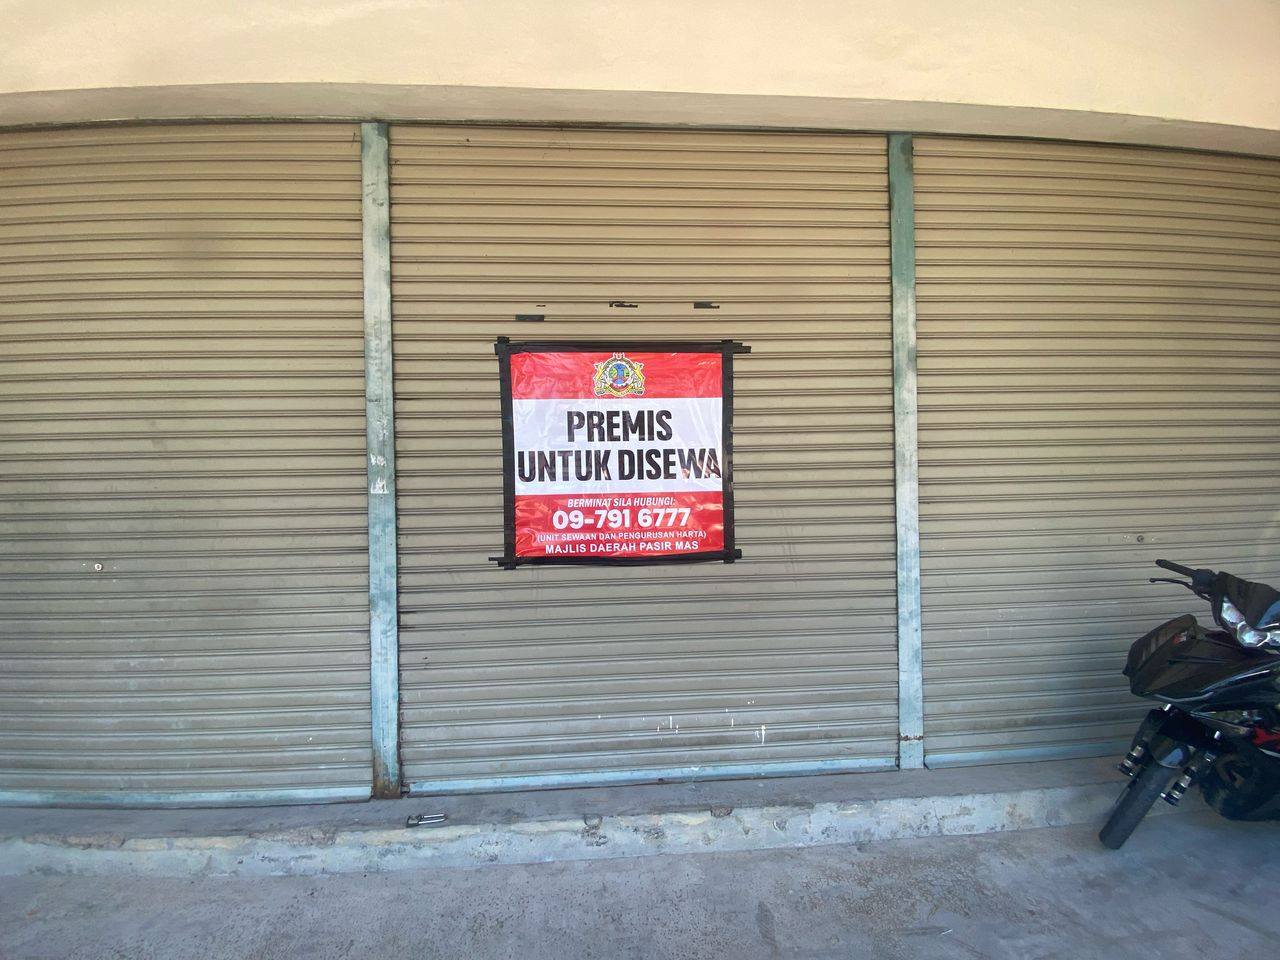 PREMIS
UNTUK DISEWA
BERMINAT SILA HUBUNGI:
09-791 6777
(UNIT SEWAAN DAN PENGURUSAN HARTA)
MAJLIS DAERAH PASIR MAS